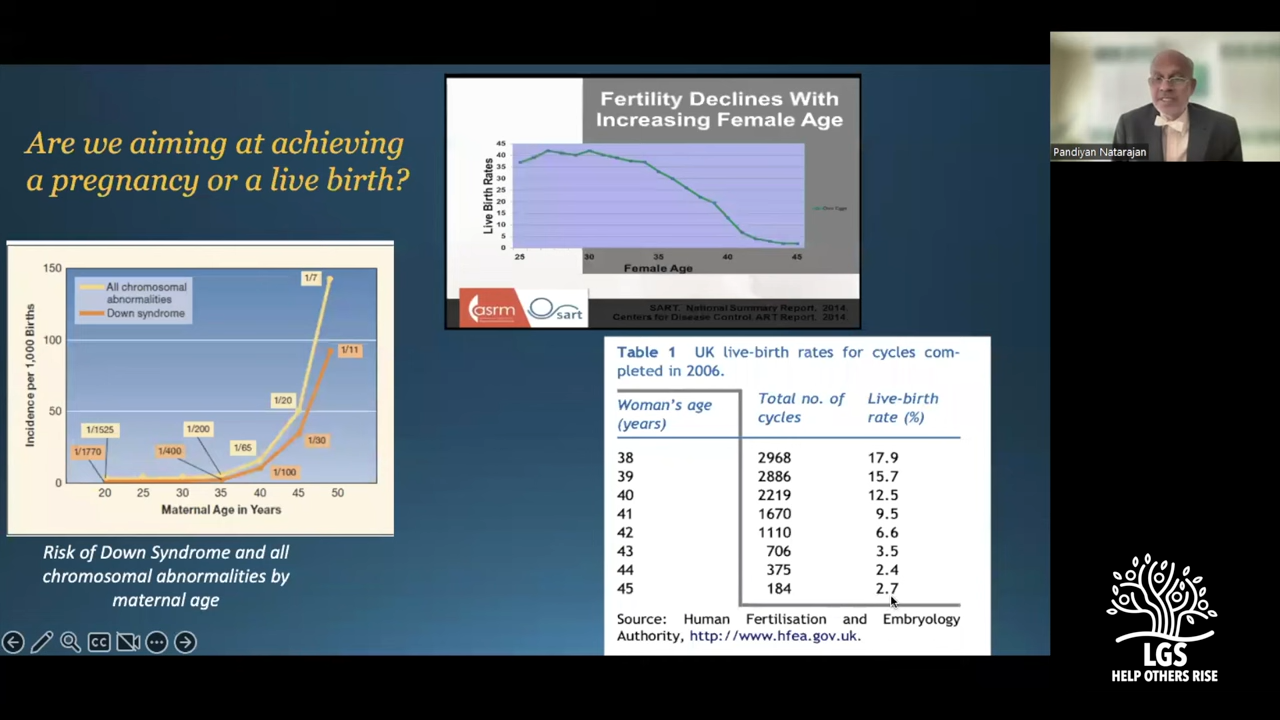 Are we aiming at achieving
a pregnancy or a live birth?
150
100
50
0
Incidence per 1,000 Births
All chromosomal
abnormalities
Down syndrome
1/7
1/11
1/20
1/30
1/1525
1/200
1/1770
1/400
1/65
1/100
20 25 30 35 40 45 50
Maternal Age in Years
Risk of Down Syndrome and all
chromosomal abnormalities by
maternal age
Fertility Declines With
Increasing Female Age
Live Birth Rates
45
40
35
30
25
20
15
10
5
0
25 30 35 40 45
Female Age
asrm
sart
SART. National Summary Report, 2014.
Centers for Disease Control ART Report, 2014.
Table 1 UK live-birth rates for cycles com-
pleted in 2006.
Woman's age Total no. of Live-birth
(years) cycles rate (%)
38 2968 17.9
39 2886 15.7
40 2219 12.5
41 1670 9.5
42 1110 6.6
43 706 3.5
44 375 2.4
45 184 2.7
Source: Human Fertilisation and Embryology
Authority, http://www.hfea.gov.uk.
CC
Pandiyan Natarajan
LGS
HELP OTHERS RISE